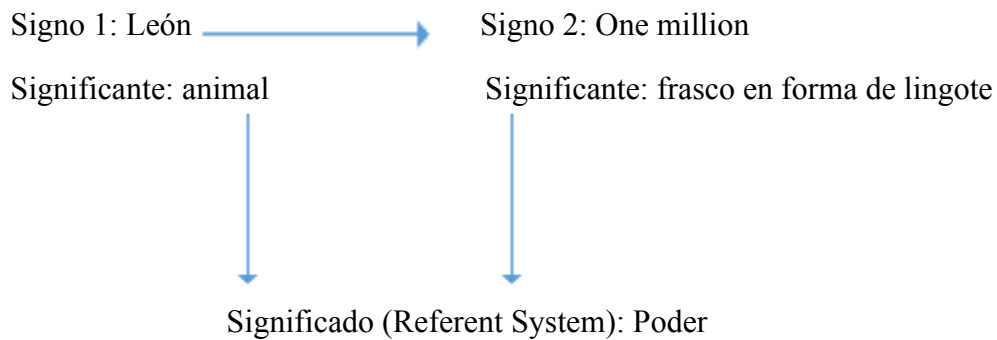 Signo 1: León Signo 2: One million
Significante: animal Significante: frasco en forma de lingote
Significado (Referent System): Poder